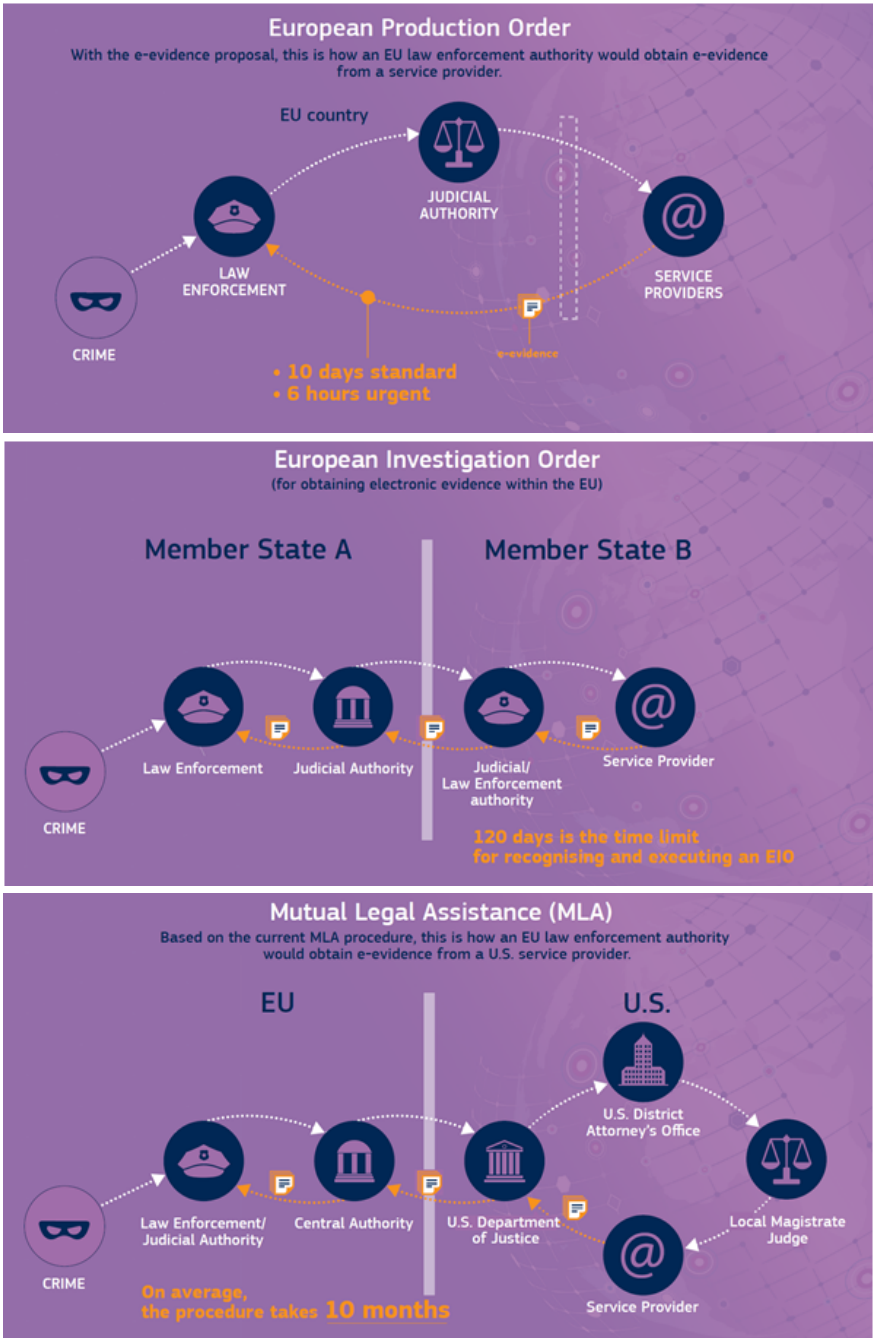 European Production Order
With the e-evidence proposal, this is how an EU law enforcement authority would obtain e-evidence
from a service provider.
EU country
JUDICIAL
AUTHORITY
@
LAW
ENFORCEMENT
SERVICE
PROVIDERS
CRIME
e-evidence
• 10 days standard
• 6 hours urgent
European Investigation Order
(for obtaining electronic evidence within the EU)
Member State A
Member State B
@
Law Enforcement
Judicial Authority
Judicial/
Law Enforcement
authority
Service Provider
CRIME
120 days is the time limit
for recognising and executing an EIO
Mutual Legal Assistance (MLA)
Based on the current MLA procedure, this is how an EU law enforcement authority
would obtain e-evidence from a U.S. service provider.
EU
U.S.
U.S. District
Attorney's Office
Law Enforcement/
Judicial Authority
Central Authority
U.S. Department
of Justice
Local Magistrate
Judge
@
CRIME
Service Provider
On average,
the procedure takes 10 months